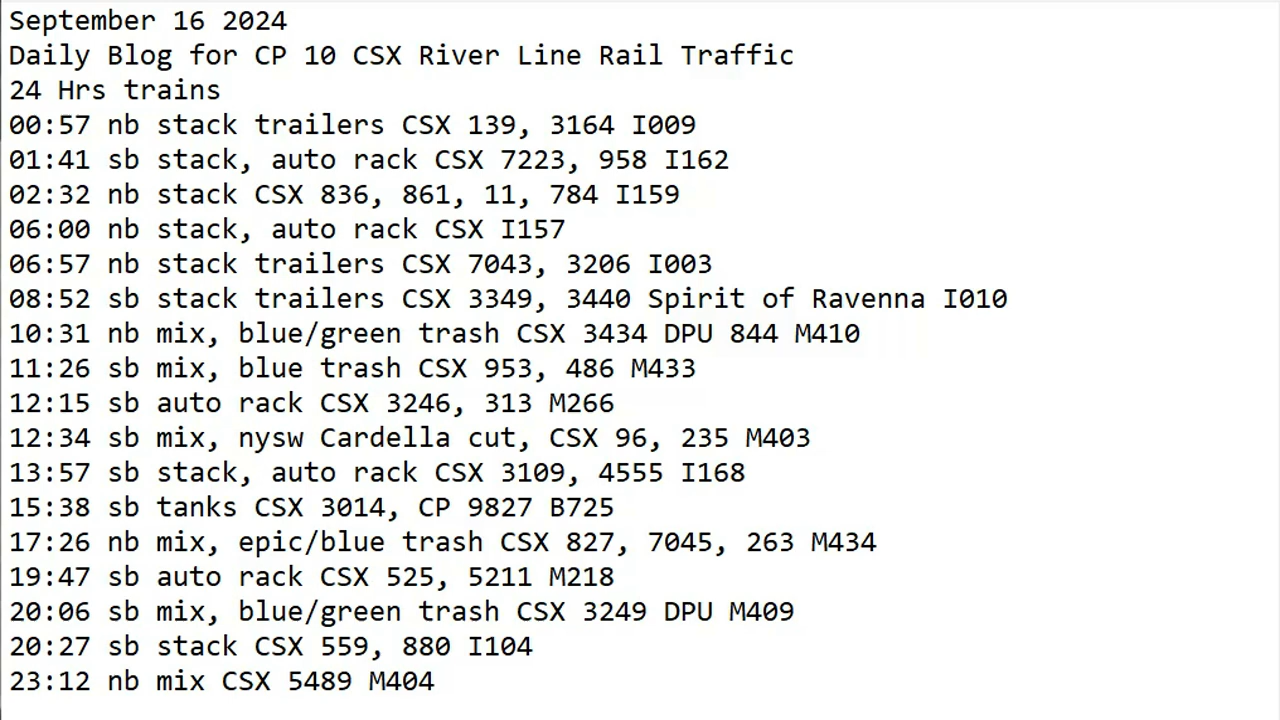 September 16 2024
Daily Blog for CP 10 CSX River Line Rail Traffic
24 Hrs trains
00:57 nb stack trailers CSX 139, 3164 I009
01:41 sb stack, auto rack CSX 7223, 958 I162
02:32 nb stack CSX 836, 861, 11, 784 I159
06:00 nb stack, auto rack CSX I157
06:57 nb stack trailers CSX 7043, 3206 I003
08:52 sb stack trailers CSX 3349, 3440 Spirit of Ravenna I010
10:31 nb mix, blue/green trash CSX 3434 DPU 844 M410
11:26 sb mix, blue trash CSX 953, 486 M433
12:15 sb auto rack CSX 3246, 313 M266
12:34 sb mix, nysw Cardella cut, CSX 96, 235 M403
13:57 sb stack, auto rack CSX 3109, 4555 I168
15:38 sb tanks CSX 3014, CP 9827 B725
17:26 nb mix, epic/blue trash CSX 827, 7045, 263 M434
19:47 sb auto rack CSX 525, 5211 M218
20:06 sb mix, blue/green trash CSX 3249 DPU M409
20:27 sb stack CSX 559, 880 I104
23:12 nb mix CSX 5489 M404